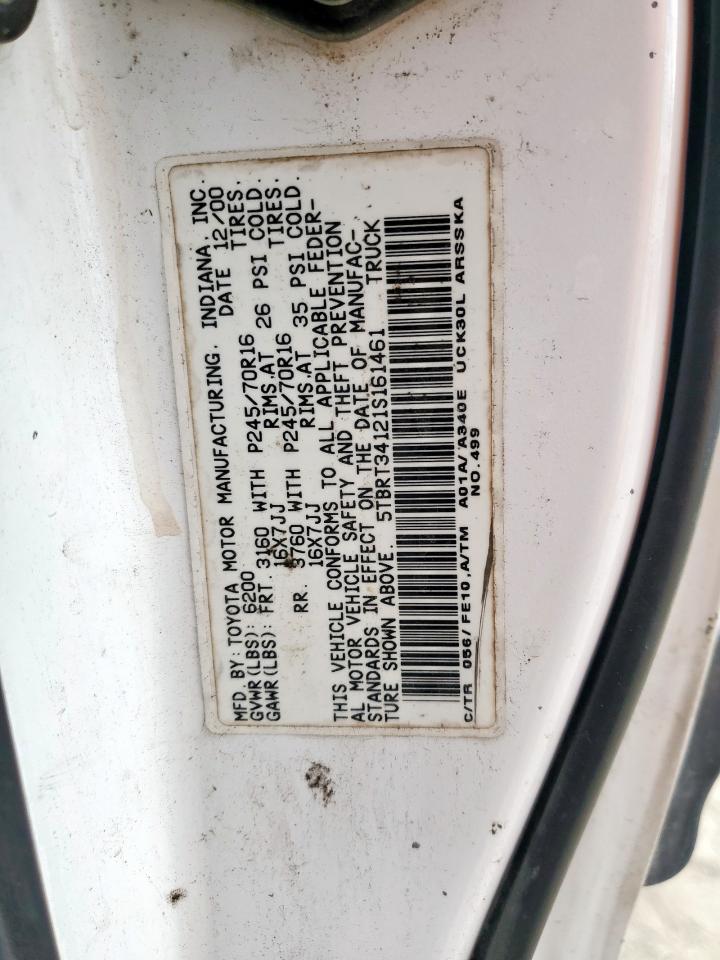 MFD. BY: TOYOTA MOTOR MANUFACTURING, INDIANA, INC.
GVWR(LBS): 6200 DATE 12/00
GAWR(LBS): FRT. 3160 WITH P245/70R16 TIRES.
16X7JJ RIMS.AT 26 PSI COLD.
RR. 3760 WITH P245/70R16 TIRES.
16X7JJ RIMS.AT 35 PSI COLD.
THIS VEHICLE CONFORMS TO ALL APPLICABLE FEDER-
AL MOTOR VEHICLE SAFETY AND THEFT PREVENTION
STANDARDS IN EFFECT ON THE DATE OF MANUFAC-
TURE SHOWN ABOVE. 5TBRT34121S161461 TRUCK
C/TR 056/FE10,A/TM A01A/A340E UCK30L ARSSKA
NO.499